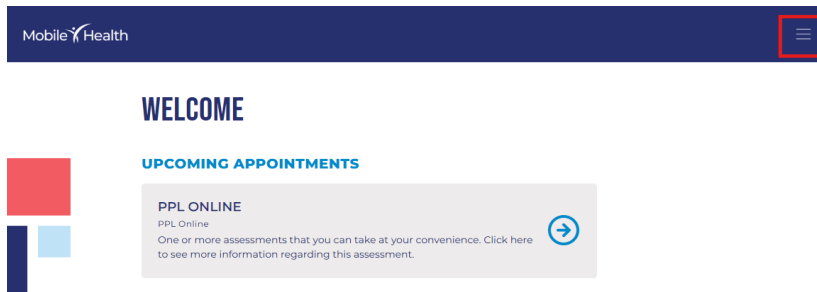 Mobile Health
WELCOME
UPCOMING APPOINTMENTS
PPL ONLINE
PPL Online
One or more assessments that you can take at your convenience. Click here
to see more information regarding this assessment.